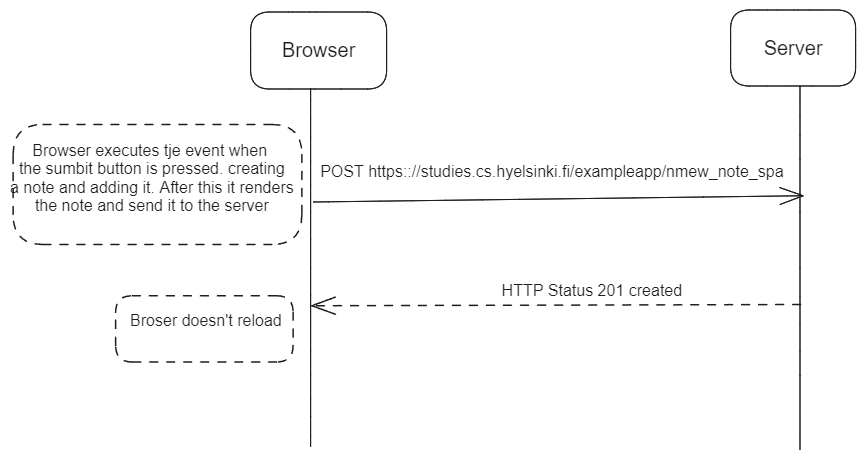 Browser
Server
Browser executes tje event when
the sumbit button is pressed. creating
a note and adding it. After this it renders
the note and send it to the server
POST https:://studies.cs.hyelsinki.fi/exampleapp/nmew_note_spa
HTTP Status 201 created
Broser doesn't reload